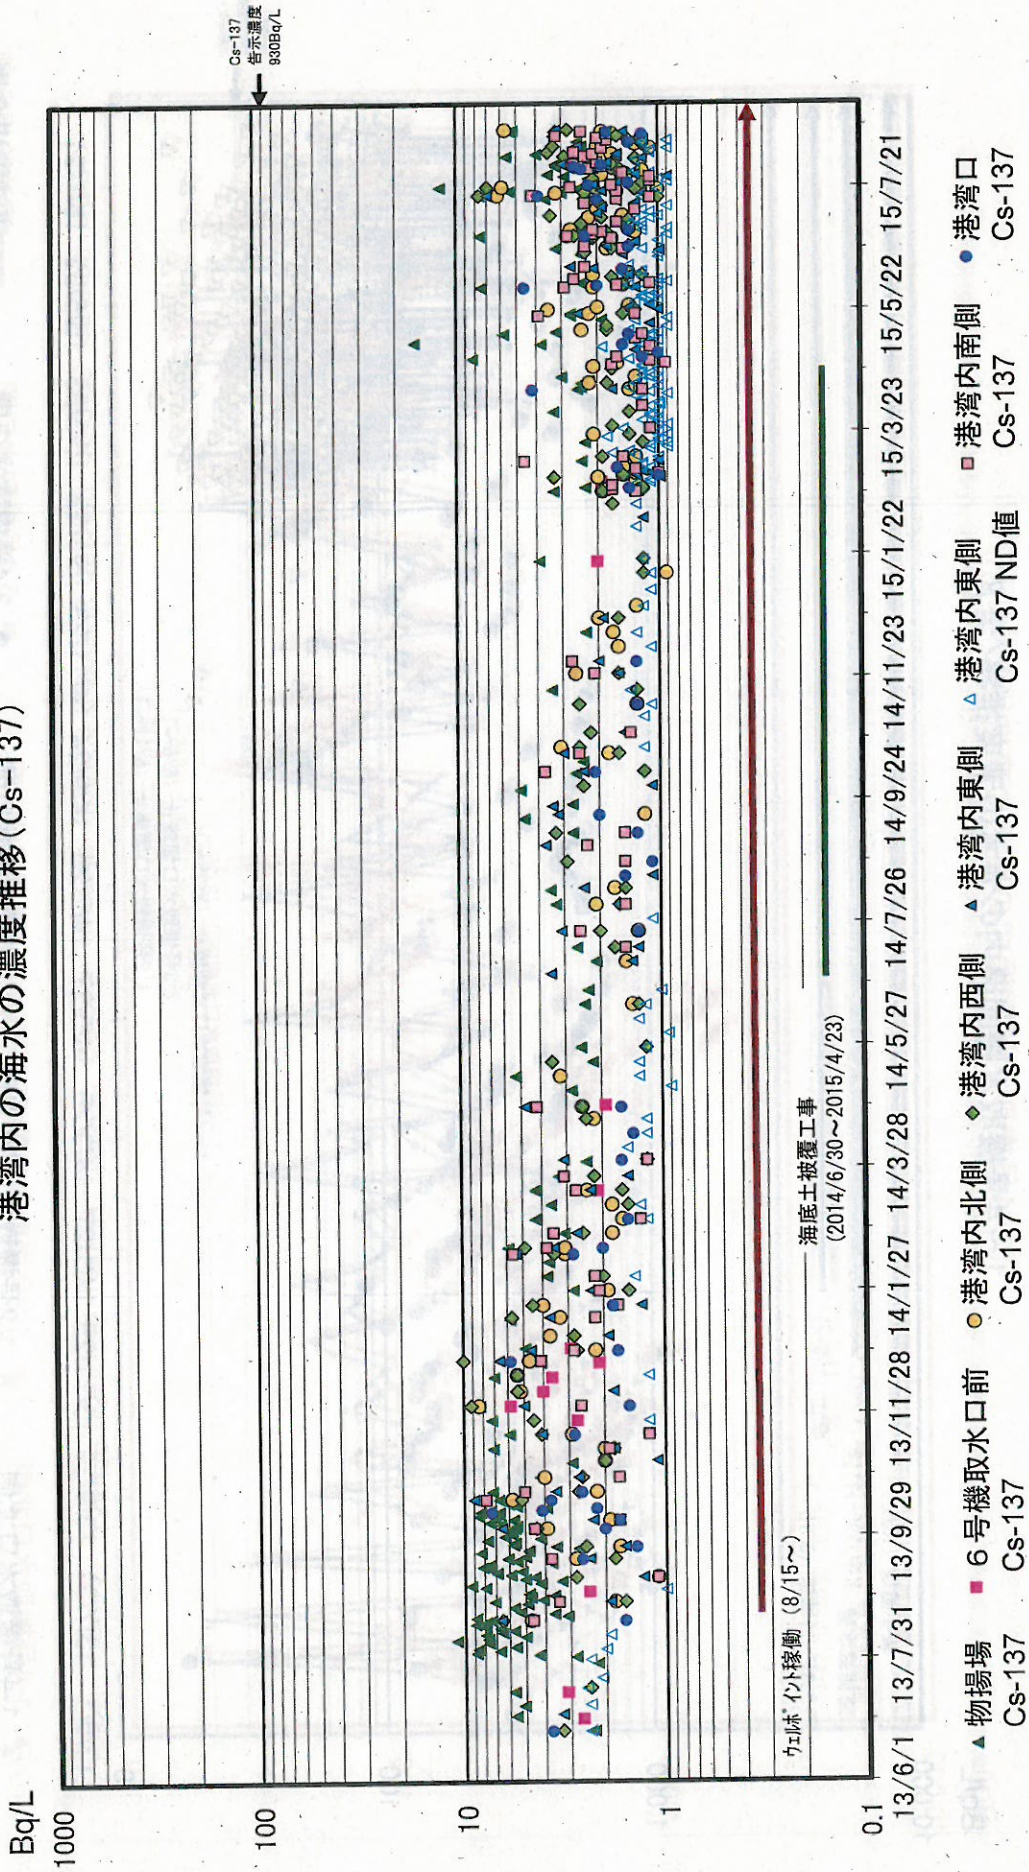 港湾内の海水の濃度推移(Cs-137)
Bq/L
1000
100
10
1
0.1
Cs-137
告示濃度
930Bq/L
ウェルポイント稼働 (8/15～)
海底土被覆工事
(2014/6/30～2015/4/23)
13/6/1 13/7/31 13/9/29 13/11/28 14/1/27 14/3/28 14/5/27 14/7/26 14/9/24 14/11/23 15/1/22 15/3/23 15/5/22 15/7/21
物揚場
Cs-137
6号機取水口前
Cs-137
港湾内北側
Cs-137
港湾内西側
Cs-137
港湾内東側
Cs-137
港湾内東側
Cs-137 ND値
港湾内南側
Cs-137
港湾口
Cs-137